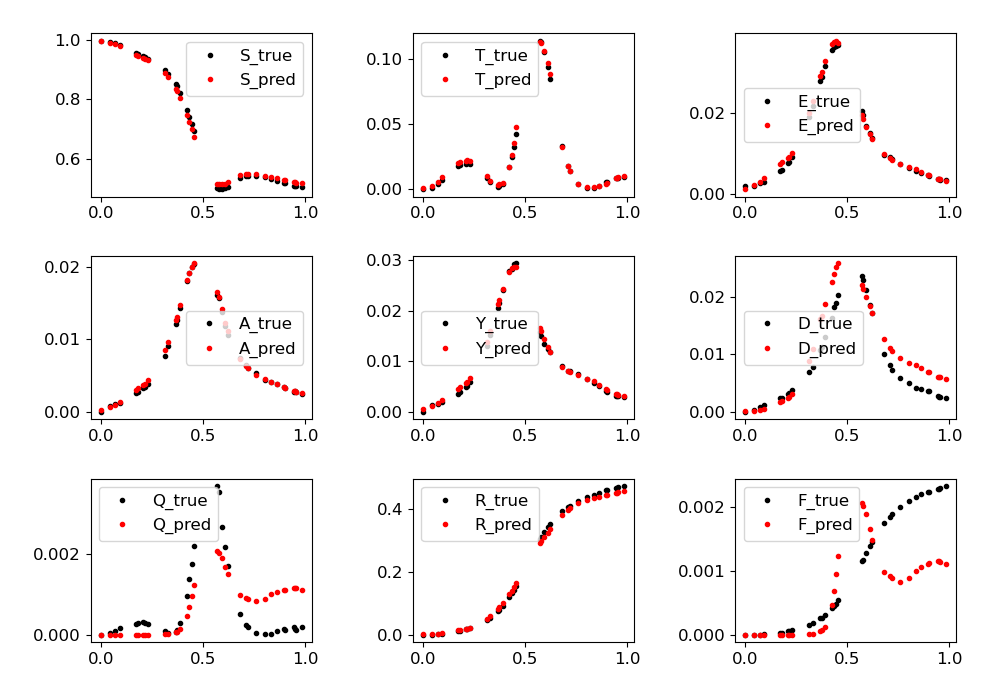 1.0
0.8
0.6
0.0 0.5 1.0
S_true
S_pred
0.10
0.05
0.00
0.0 0.5 1.0
T_true
T_pred
0.02
0.00
0.0 0.5 1.0
E_true
E_pred
0.02
0.01
0.00
0.0 0.5 1.0
A_true
A_pred
0.03
0.02
0.01
0.00
0.0 0.5 1.0
Y_true
Y_pred
0.02
0.01
0.00
0.0 0.5 1.0
D_true
D_pred
0.002
0.000
0.0 0.5 1.0
Q_true
Q_pred
0.4
0.2
0.0
0.0 0.5 1.0
R_true
R_pred
0.002
0.001
0.000
0.0 0.5 1.0
F_true
F_pred